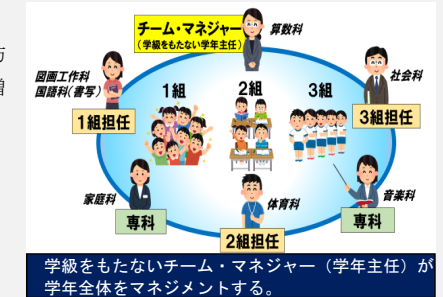 チーム・マネジャー
(学級をもたない学年主任)
算数科
図画工作科
国語科(書写)
1組
2組
3組
社会科
1組担任
3組担任
家庭科
体育科
音楽科
専科
専科
2組担任
学級をもたないチーム・マネジャー（学年主任）が
学年全体をマネジメントする。